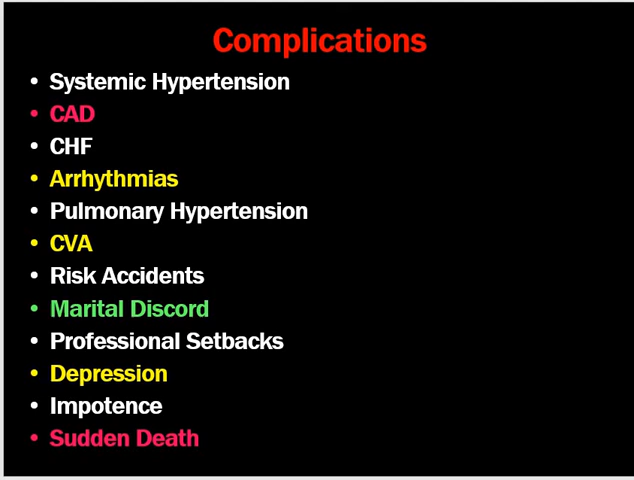 Complications
• Systemic Hypertension
• CAD
• CHF
• Arrhythmias
• Pulmonary Hypertension
• CVA
• Risk Accidents
• Marital Discord
• Professional Setbacks
• Depression
• Impotence
• Sudden Death